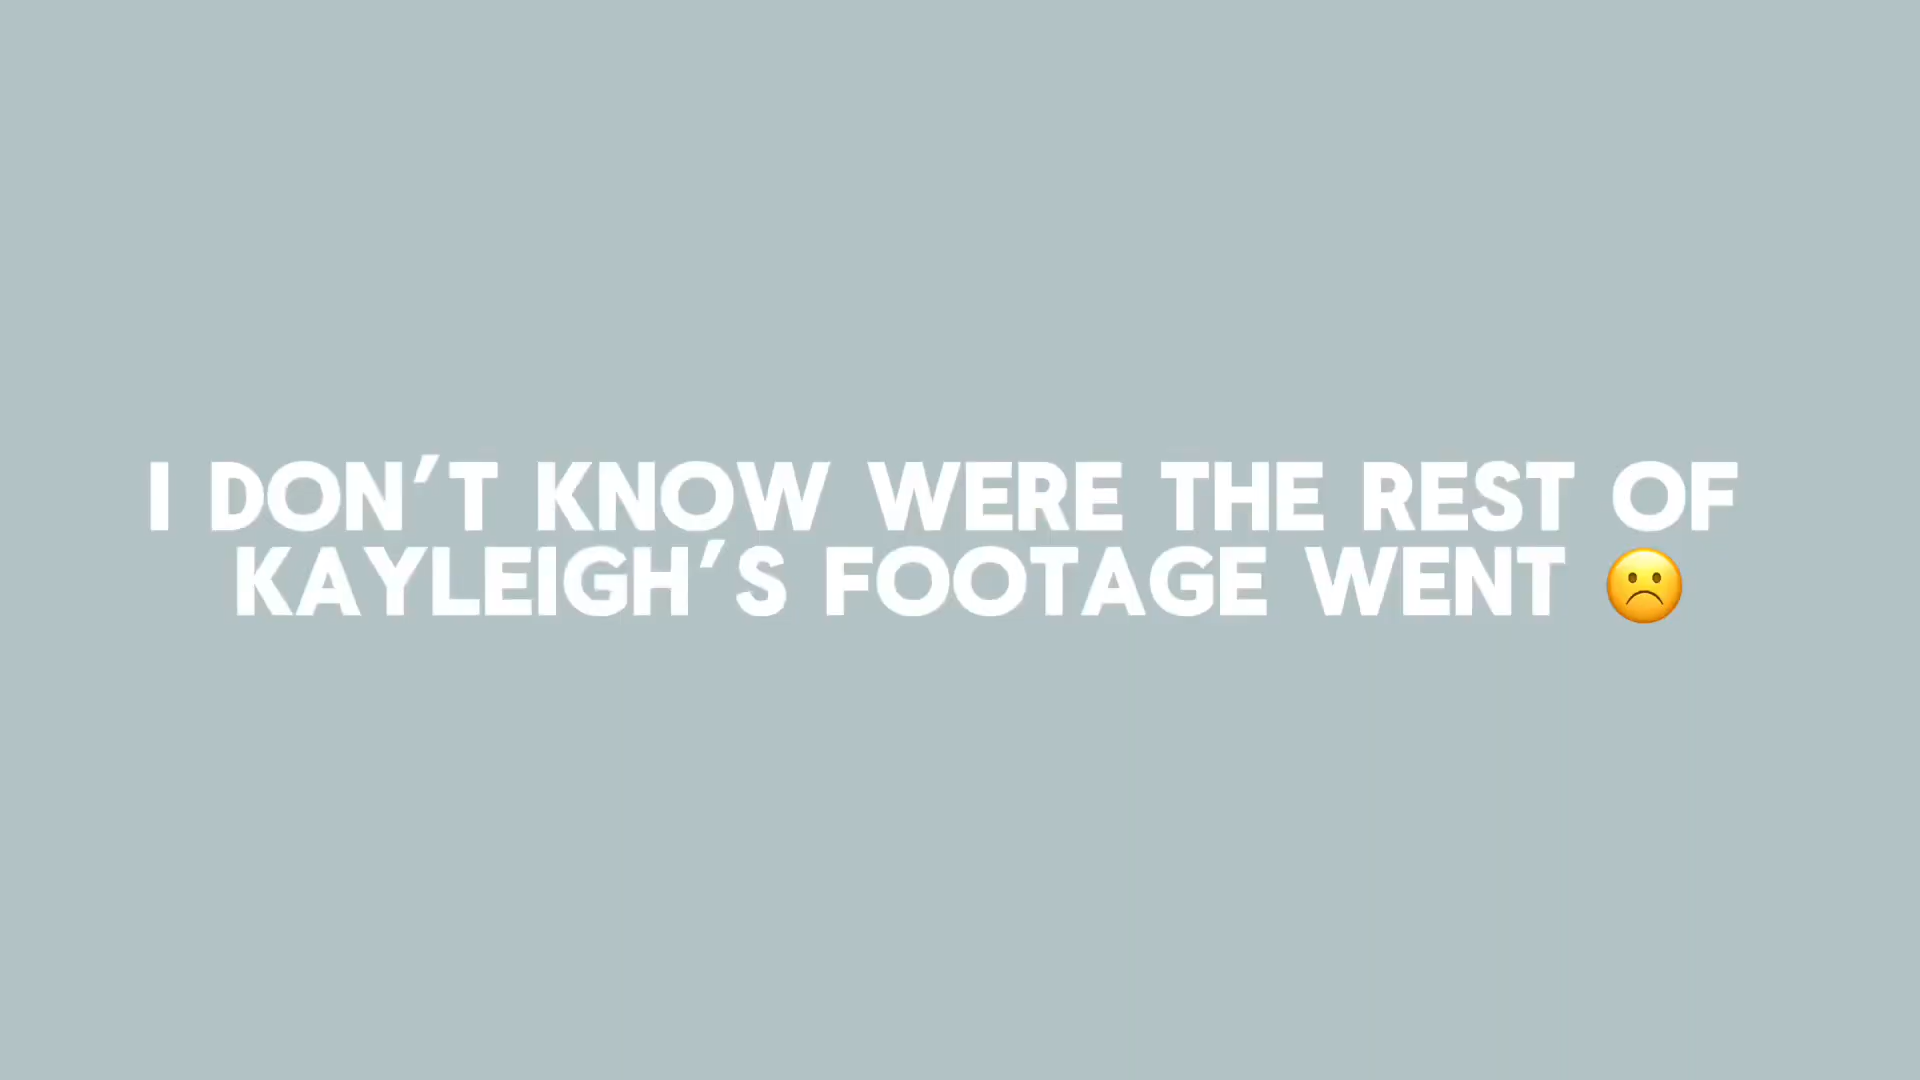 I DON'T KNOW WERE THE REST OF
KAYLEIGH'S FOOTAGE WENT ☹️